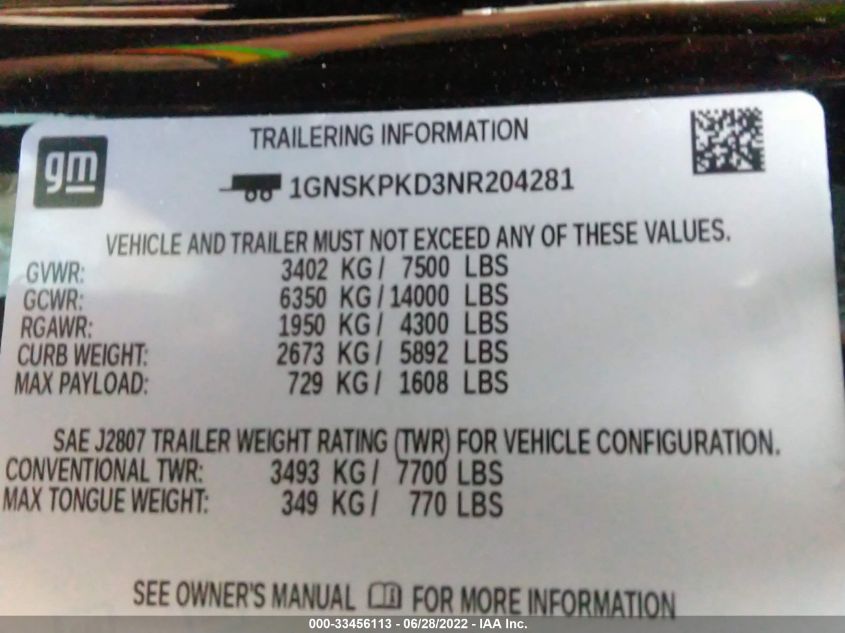 gm
TRAILERING INFORMATION
1GNSKPKD3NR204281
VEHICLE AND TRAILER MUST NOT EXCEED ANY OF THESE VALUES.
GVWR: 3402 KG / 7500 LBS
GCWR: 6350 KG / 14000 LBS
RGAWR: 1950 KG / 4300 LBS
CURB WEIGHT: 2673 KG / 5892 LBS
MAX PAYLOAD: 729 KG / 1608 LBS
SAE J2807 TRAILER WEIGHT RATING (TWR) FOR VEHICLE CONFIGURATION.
CONVENTIONAL TWR: 3493 KG / 7700 LBS
MAX TONGUE WEIGHT: 349 KG / 770 LBS
SEE OWNER'S MANUAL FOR MORE INFORMATION
000-33456113 - 06/28/2022 - IAA Inc.